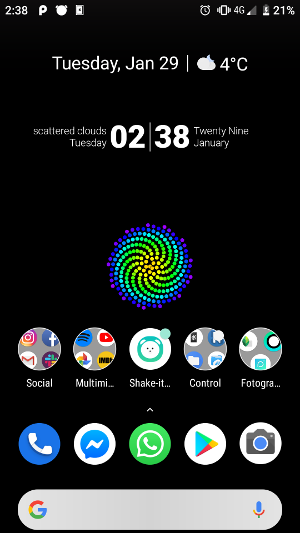 2:38
4G
21%
Tuesday, Jan 29
4°C
scattered clouds
Tuesday
02 38
Twenty Nine
January
Social
Multimi...
Shake-it...
Control
Fotogra...